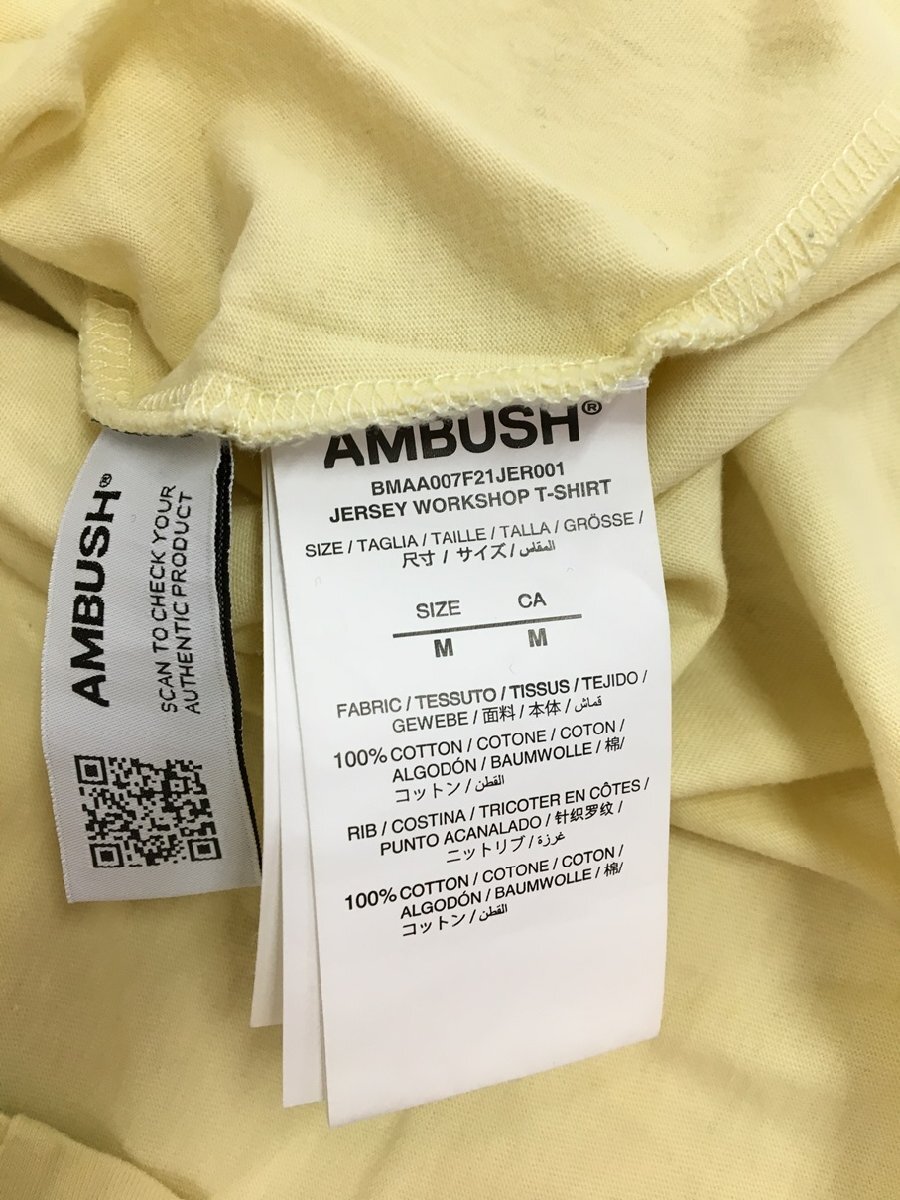 AMBUSH®
SCAN TO CHECK YOUR
AUTHENTIC PRODUCT
AMBUSH®
BMAA007F21JER001
JERSEY WORKSHOP T-SHIRT
SIZE / TAGLIA / TAILLE / TALLA / GRÖSSE /
尺寸 / サイズ / المقاس
SIZE CA
M M
FABRIC / TESSUTO / TISSUS / TEJIDO /
GEWEBE / 面料 / 本体 / قماش
100% COTTON / COTONE / COTON /
ALGODÓN / BAUMWOLLE / 棉/
コットン / القطن
RIB / COSTINA / TRICOTER EN CÔTES /
PUNTO ACANALADO / 针织罗纹 /
ニットリブ / غرزة
100% COTTON / COTONE / COTON /
ALGODÓN / BAUMWOLLE / 棉/
コットン / القطن